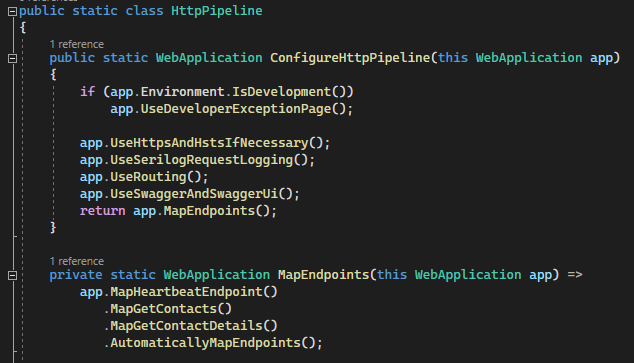 public static class HttpPipeline
{
1 reference
public static WebApplication ConfigureHttpPipeline(this WebApplication app)
{
if (app.Environment.IsDevelopment())
app.UseDeveloperExceptionPage();
app.UseHttpsAndHstsIfNecessary();
app.UseSerilogRequestLogging();
app.UseRouting();
app.UseSwaggerAndSwaggerUi();
return app.MapEndpoints();
}
1 reference
private static WebApplication MapEndpoints(this WebApplication app) =>
app.MapHeartbeatEndpoint()
.MapGetContacts()
.MapGetContactDetails()
.AutomaticallyMapEndpoints();